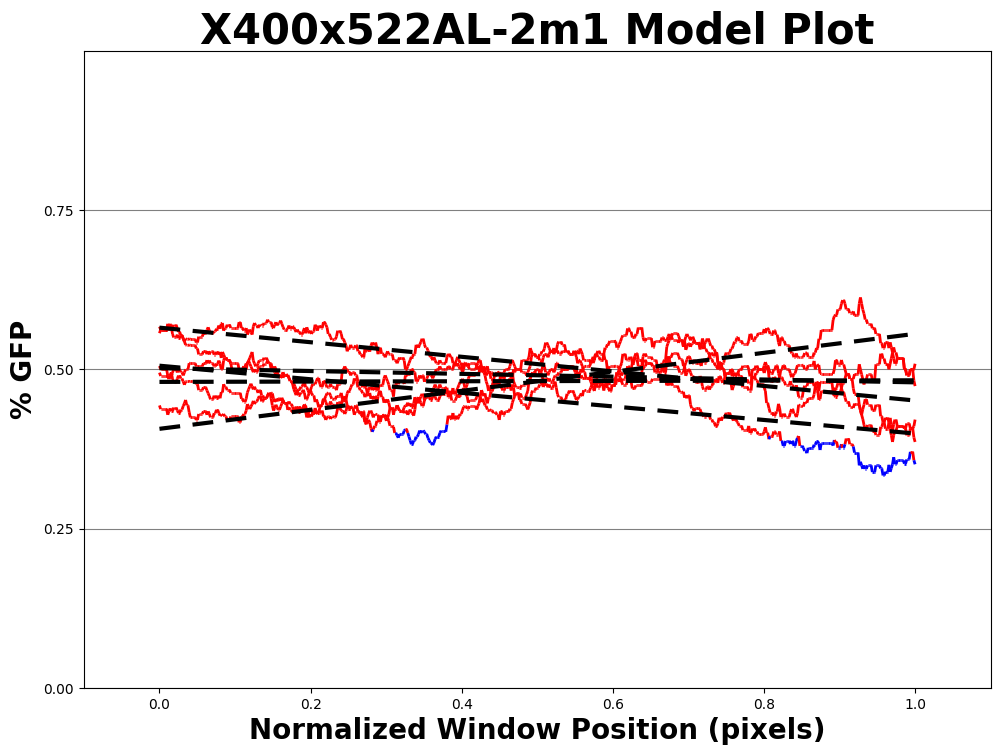 X400x522AL-2m1 Model Plot
% GFP
0.75
0.50
0.25
0.00
0.0 0.2 0.4 0.6 0.8 1.0
Normalized Window Position (pixels)